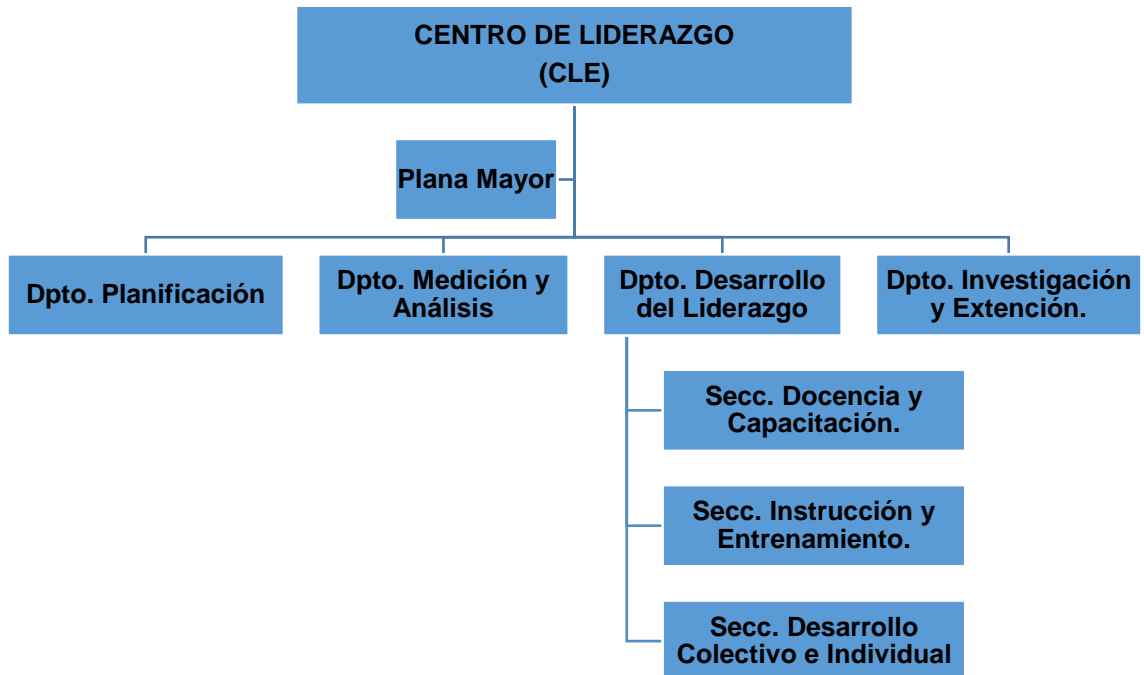 CENTRO DE LIDERAZGO
(CLE)
Plana Mayor
Dpto. Planificación
Dpto. Medición y
Análisis
Dpto. Desarrollo
del Liderazgo
Dpto. Investigación
y Extención.
Secc. Docencia y
Capacitación.
Secc. Instrucción y
Entrenamiento.
Secc. Desarrollo
Colectivo e Individual